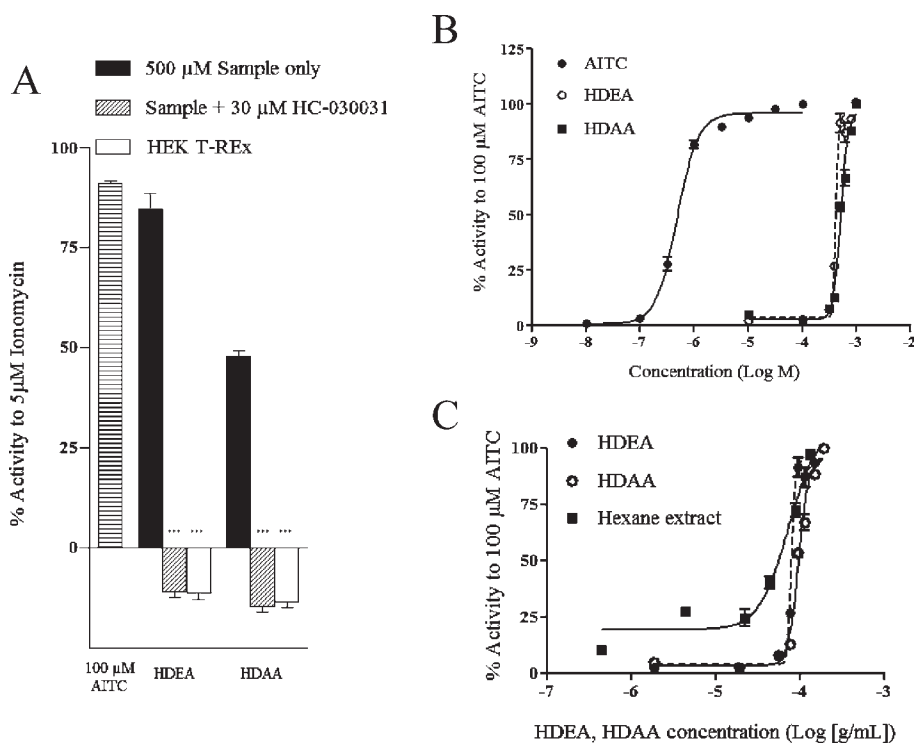 A
500 µM Sample only
Sample + 30 µM HC-030031
HEK T-REx
% Activity to 5µM Ionomycin
100
75
50
25
0
*** *** *** ***
100 µM
AITC
HDEA
HDAA
B
AITC
HDEA
HDAA
% Activity to 100 µM AITC
125
100
75
50
25
0
-9 -8 -7 -6 -5 -4 -3 -2
Concentration (Log M)
C
HDEA
HDAA
Hexane extract
% Activity to 100 µM AITC
100
75
50
25
0
-7 -6 -5 -4 -3
HDEA, HDAA concentration (Log [g/mL])